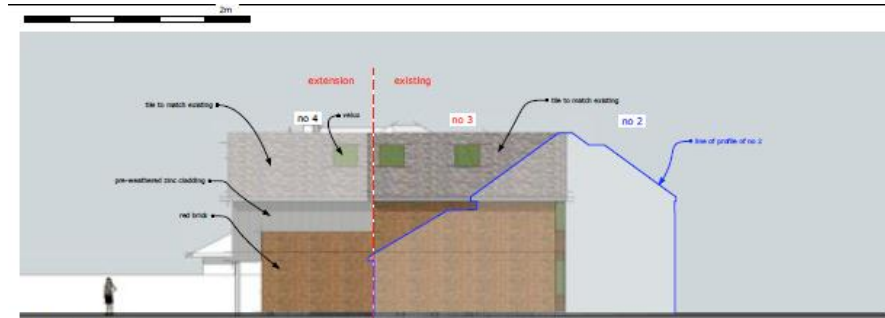 2m
extension
existing
tile to match existing
no 4
velux
no 3
tile to match existing
no 2
line of profile of no 2
pre-weathered zinc cladding
red brick